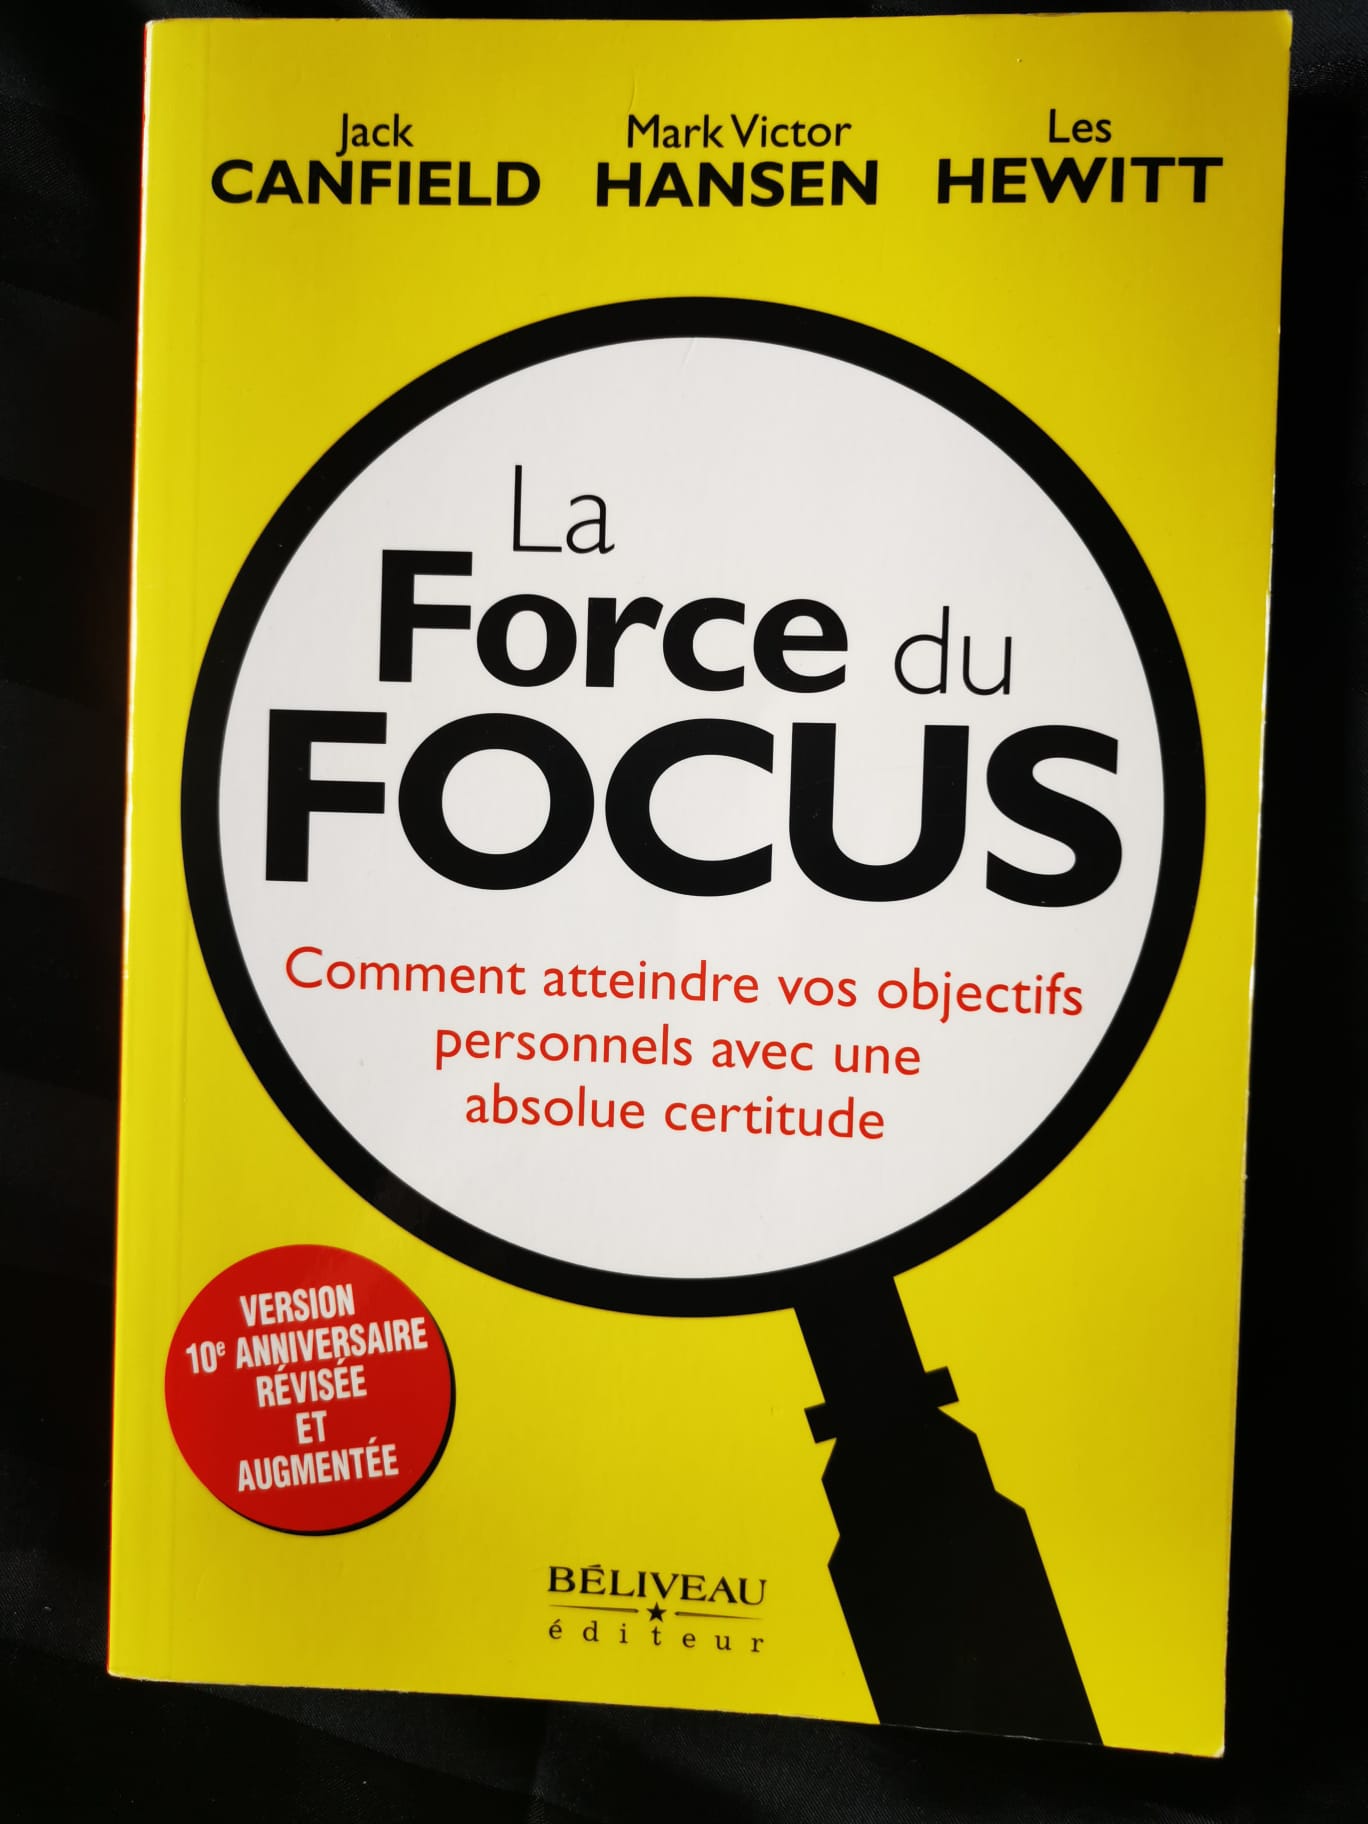 Jack
CANFIELD
Mark Victor
HANSEN
Les
HEWITT
La
Force du
FOCUS
Comment atteindre vos objectifs
personnels avec une
absolue certitude
VERSION
10e ANNIVERSAIRE
RÉVISÉE
ET
AUGMENTÉE
BÉLIVEAU
éditeur